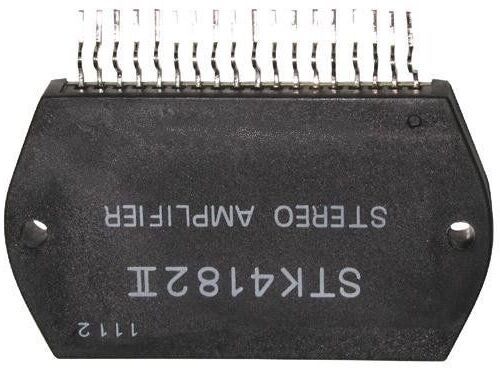 1112
STK4182II
STEREO AMPLIFIER